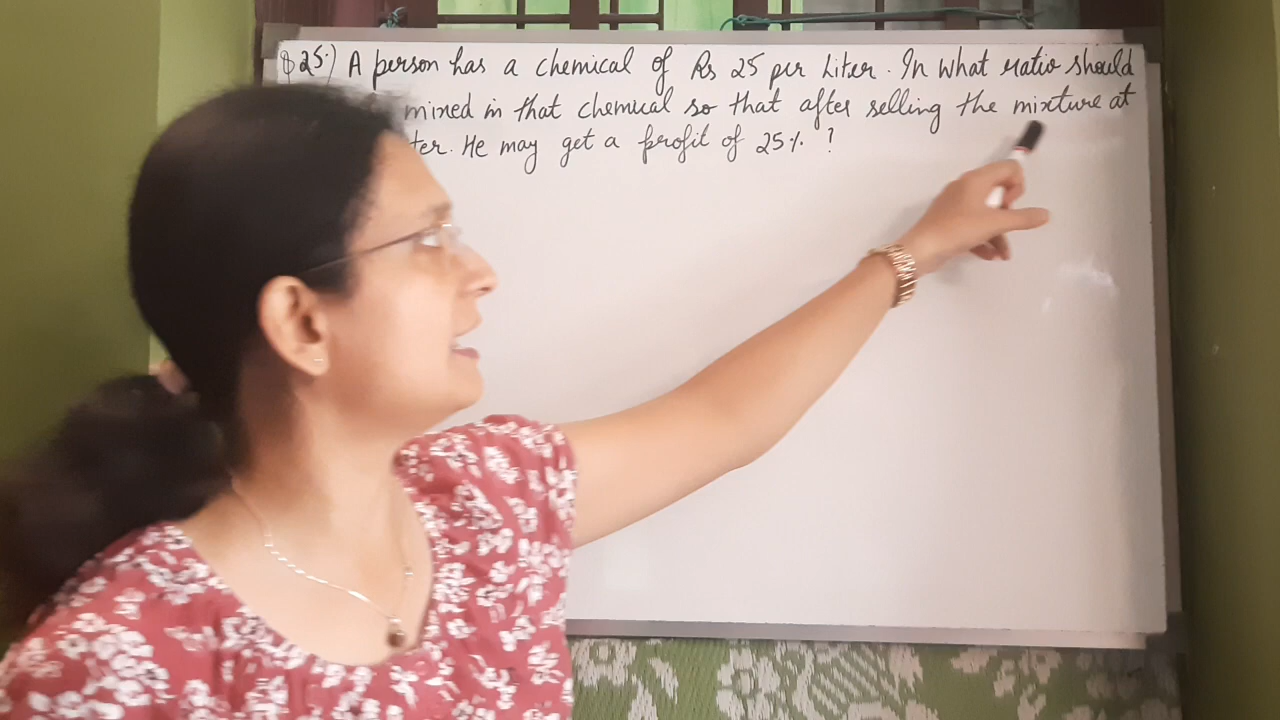 Q 25.) A person has a chemical of Rs 25 per Liter. In what ratio should
mixed in that chemical so that after selling the mixture at
ter. He may get a profit of 25% ?